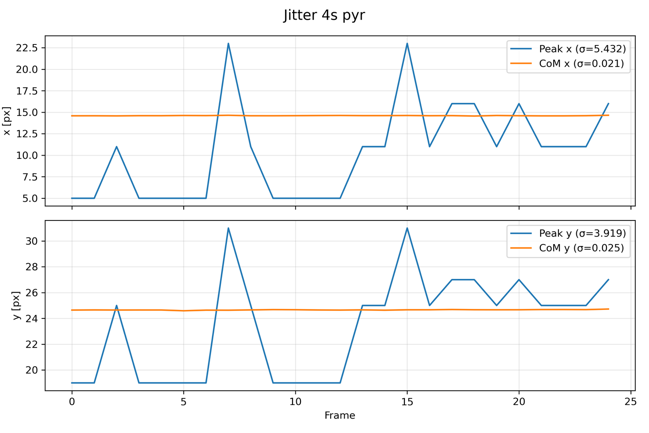 Jitter 4s pyr
22.5
20.0
17.5
15.0
12.5
10.0
7.5
5.0
x [px]
Peak x (σ=5.432)
CoM x (σ=0.021)
30
28
26
24
22
20
y [px]
Peak y (σ=3.919)
CoM y (σ=0.025)
0 5 10 15 20 25
Frame